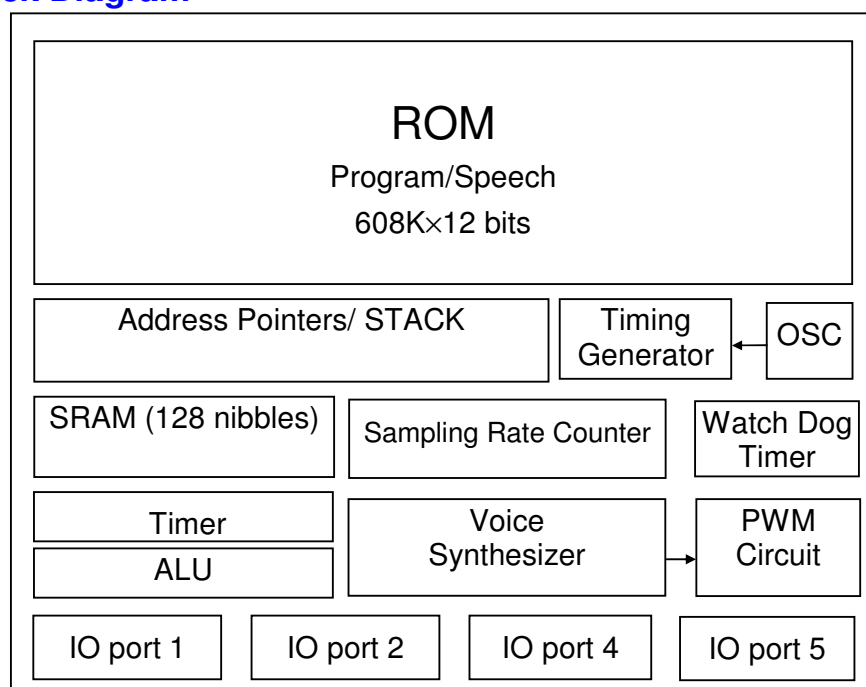 Diagram
ROM
Program/Speech
608K×12 bits
Address Pointers/ STACK
Timing
Generator
OSC
SRAM (128 nibbles)
Sampling Rate Counter
Watch Dog
Timer
Timer
ALU
Voice
Synthesizer
PWM
Circuit
IO port 1
IO port 2
IO port 4
IO port 5